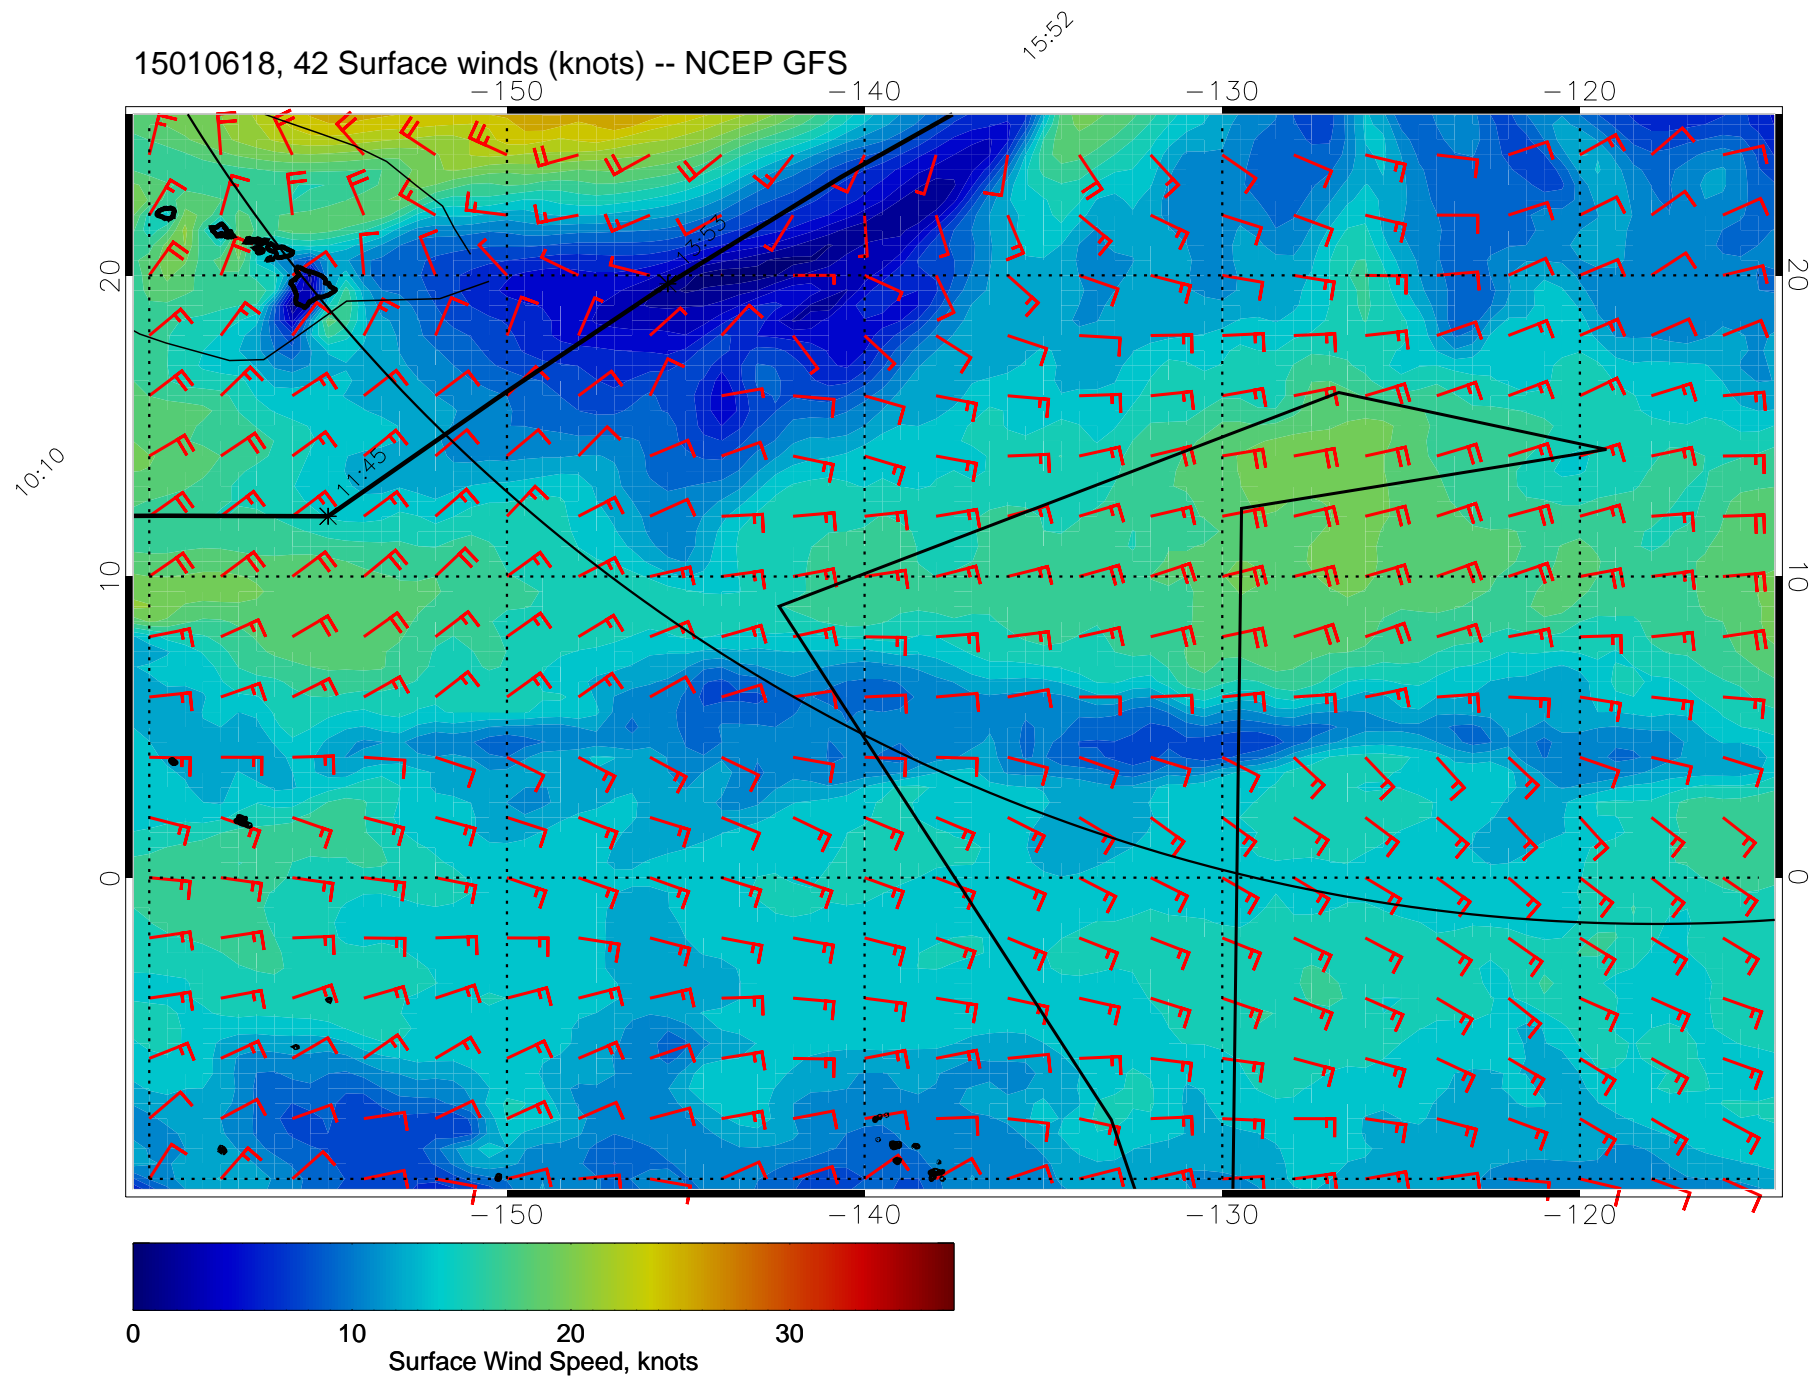 15:52
15010618, 42 Surface winds (knots) -- NCEP GFS
-150 -140 -130 -120
13:53
20 20
11:45
10:10
10 10
0 0
-150 -140 -130 -120
0 10 20 30
Surface Wind Speed, knots